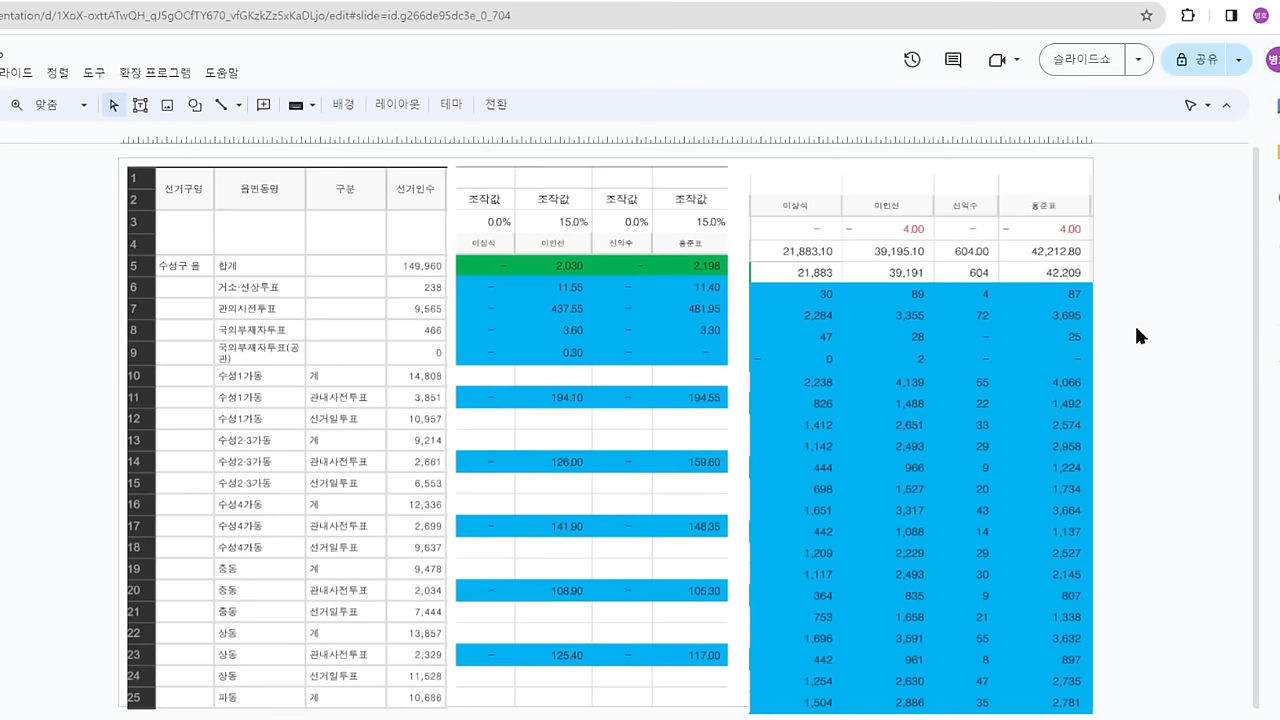 entation/d/1XoX-oxttATwQH_qJ5gOCfTY670_vfGKzkZz5xKaDLjo/edit#slide=id.g266de95dc3e_0_704
라이드 정렬 도구 확장 프로그램 도움말
슬라이드쇼 공유
맞춤 배경 레이아웃 테마 전환
1
2 선거구명 읍면동명 구분 선거인수 조작값 조작값 조작값 조작값 이상식 이인선 신익수 홍준표
3 0.0% 15.0% 0.0% 15.0% – – 4.00 – – 4.00
4 이상식 이인선 신익수 홍준표 21,883.10 39,195.10 604.00 42,212.80
5 수성구 을 합계 149,960 – 2,030 – 2,198 21,883 39,191 604 42,209
6 거소·선상투표 238 – 11.55 – 11.40 30 89 4 87
7 관외사전투표 9,565 – 437.55 – 481.95 2,284 3,355 72 3,695
8 국외부재자투표 466 – 3.60 – 3.30 47 28 – 25
9 국외부재자투표(공관) 0 – 0.30 – – – 0 2 – –
10 수성1가동 계 14,808 2,238 4,139 55 4,066
11 수성1가동 관내사전투표 3,851 – 194.10 – 194.55 826 1,488 22 1,492
12 수성1가동 선거일투표 10,957 1,412 2,651 33 2,574
13 수성2·3가동 계 9,214 1,142 2,493 29 2,958
14 수성2·3가동 관내사전투표 2,661 – 126.00 – 159.60 444 966 9 1,224
15 수성2·3가동 선거일투표 6,553 698 1,527 20 1,734
16 수성4가동 계 12,336 1,651 3,317 43 3,664
17 수성4가동 관내사전투표 2,699 – 141.90 – 148.35 442 1,088 14 1,137
18 수성4가동 선거일투표 9,637 1,209 2,229 29 2,527
19 중동 계 9,478 1,117 2,493 30 2,145
20 중동 관내사전투표 2,034 – 108.90 – 105.30 364 835 9 807
21 중동 선거일투표 7,444 753 1,658 21 1,338
22 상동 계 13,857 1,696 3,591 55 3,632
23 상동 관내사전투표 2,329 – 125.40 – 117.00 442 961 8 897
24 상동 선거일투표 11,528 1,254 2,630 47 2,735
25 파동 계 10,686 1,504 2,886 35 2,781